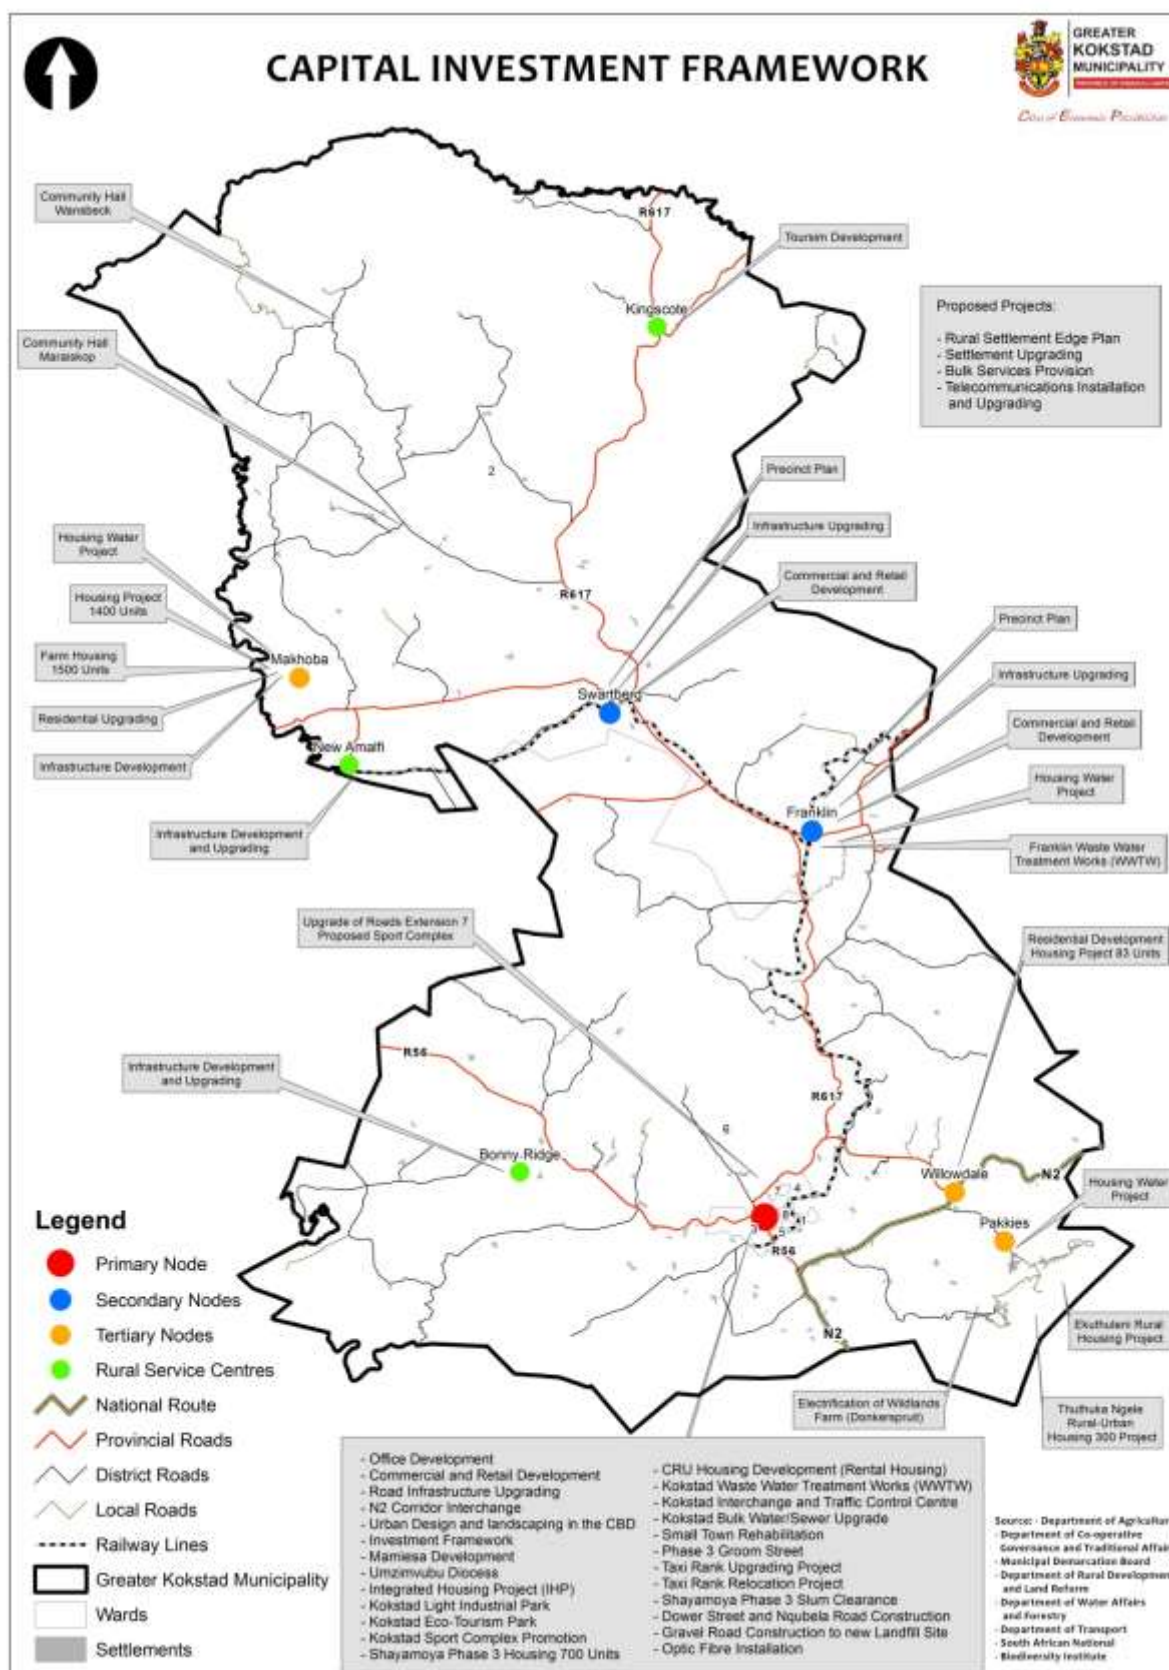 CAPITAL INVESTMENT FRAMEWORK
GREATER
KOKSTAD
MUNICIPALITY
Community Hall
Wansbeck
R617
Tourism Development
Kingscote
Proposed Projects:
- Rural Settlement Edge Plan
- Settlement Upgrading
- Bulk Services Provision
- Telecommunications Installation
and Upgrading
Community Hall
Maraiskop
2
Precinct Plan
Infrastructure Upgrading
Commercial and Retail
Development
Housing Water
Project
Housing Project
1400 Units
R617
Precinct Plan
Farm Housing
1500 Units
Makhoba
Infrastructure Upgrading
Residential Upgrading
Swartberg
Commercial and Retail
Development
Infrastructure Development
New Amalfi
Housing Water
Project
Franklin
Infrastructure Development
and Upgrading
Franklin Waste Water
Treatment Works (WWTW)
Upgrade of Roads Extension 7
Proposed Sport Complex
Residential Development
Housing Poject 83 Units
R56
Infrastructure Development
and Upgrading
R617
6
Bonny Ridge
Willowdale
N2
Housing Water
Project
7
4
8
1
3
5
Pakkies
R56
N2
Ekuthuleni Rural
Housing Project
Electrification of Wildlands
Farm (Donkerspruit)
Thuthuka Ngele
Rural-Urban
Housing 300 Project
Legend
Primary Node
Secondary Nodes
Tertiary Nodes
Rural Service Centres
National Route
Provincial Roads
District Roads
Local Roads
Railway Lines
Greater Kokstad Municipality
Wards
Settlements
- Office Development
- Commercial and Retail Development
- Road Infrastructure Upgrading
- N2 Corridor Interchange
- Urban Design and landscaping in the CBD
- Investment Framework
- Mamiesa Development
- Umzimvubu Diocess
- Integrated Housing Project (IHP)
- Kokstad Light Industrial Park
- Kokstad Eco-Tourism Park
- Kokstad Sport Complex Promotion
- Shayamoya Phase 3 Housing 700 Units
- CRU Housing Development (Rental Housing)
- Kokstad Waste Water Treatment Works (WWTW)
- Kokstad Interchange and Traffic Control Centre
- Kokstad Bulk Water/Sewer Upgrade
- Small Town Rehabilitation
- Phase 3 Groom Street
- Taxi Rank Upgrading Project
- Taxi Rank Relocation Project
- Shayamoya Phase 3 Slum Clearance
- Dower Street and Nqubela Road Construction
- Gravel Road Construction to new Landfill Site
- Optic Fibre Installation
Source: - Department of Agricultur
- Department of Co-operative
Governance and Traditional Affair
- Municipal Demarcation Board
- Department of Rural Developmen
and Land Reform
- Department of Water Affairs
and Forestry
- Department of Transport
- South African National
- Biodiversity Institute